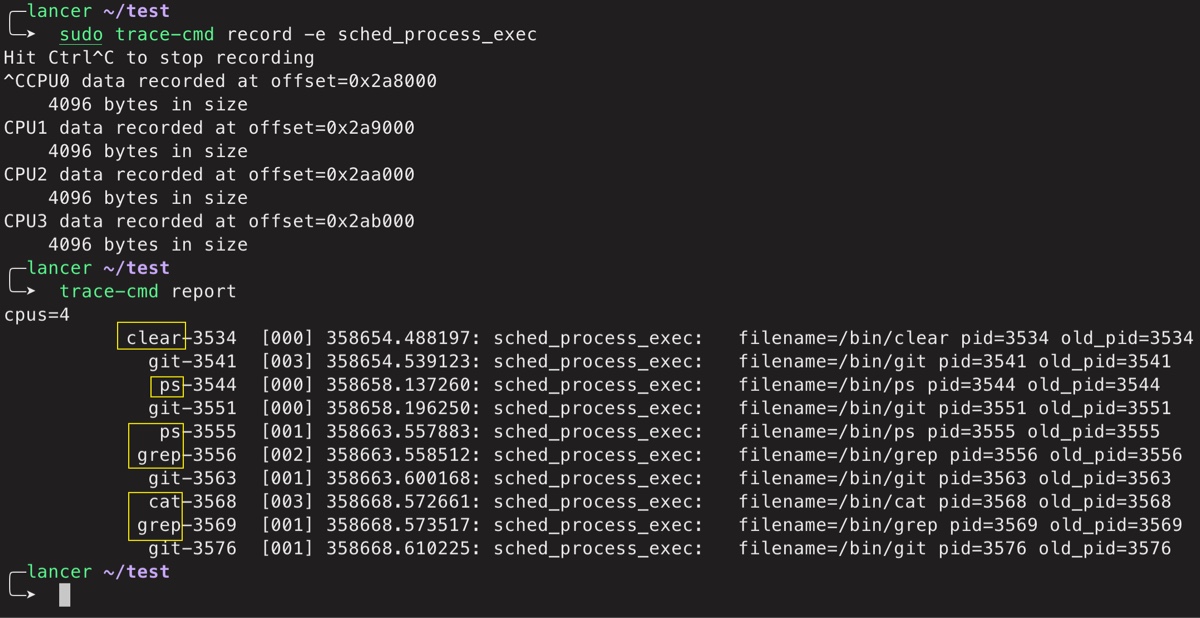 lancer ~/test
sudo trace-cmd record -e sched_process_exec
Hit Ctrl^C to stop recording
^CCPU0 data recorded at offset=0x2a8000
    4096 bytes in size
CPU1 data recorded at offset=0x2a9000
    4096 bytes in size
CPU2 data recorded at offset=0x2aa000
    4096 bytes in size
CPU3 data recorded at offset=0x2ab000
    4096 bytes in size
lancer ~/test
trace-cmd report
cpus=4
clear-3534 [000] 358654.488197: sched_process_exec: filename=/bin/clear pid=3534 old_pid=3534
git-3541 [003] 358654.539123: sched_process_exec: filename=/bin/git pid=3541 old_pid=3541
ps-3544 [000] 358658.137260: sched_process_exec: filename=/bin/ps pid=3544 old_pid=3544
git-3551 [000] 358658.196250: sched_process_exec: filename=/bin/git pid=3551 old_pid=3551
ps-3555 [001] 358663.557883: sched_process_exec: filename=/bin/ps pid=3555 old_pid=3555
grep-3556 [002] 358663.558512: sched_process_exec: filename=/bin/grep pid=3556 old_pid=3556
git-3563 [001] 358663.600168: sched_process_exec: filename=/bin/git pid=3563 old_pid=3563
cat-3568 [003] 358668.572661: sched_process_exec: filename=/bin/cat pid=3568 old_pid=3568
grep-3569 [001] 358668.573517: sched_process_exec: filename=/bin/grep pid=3569 old_pid=3569
git-3576 [001] 358668.610225: sched_process_exec: filename=/bin/git pid=3576 old_pid=3576
lancer ~/test